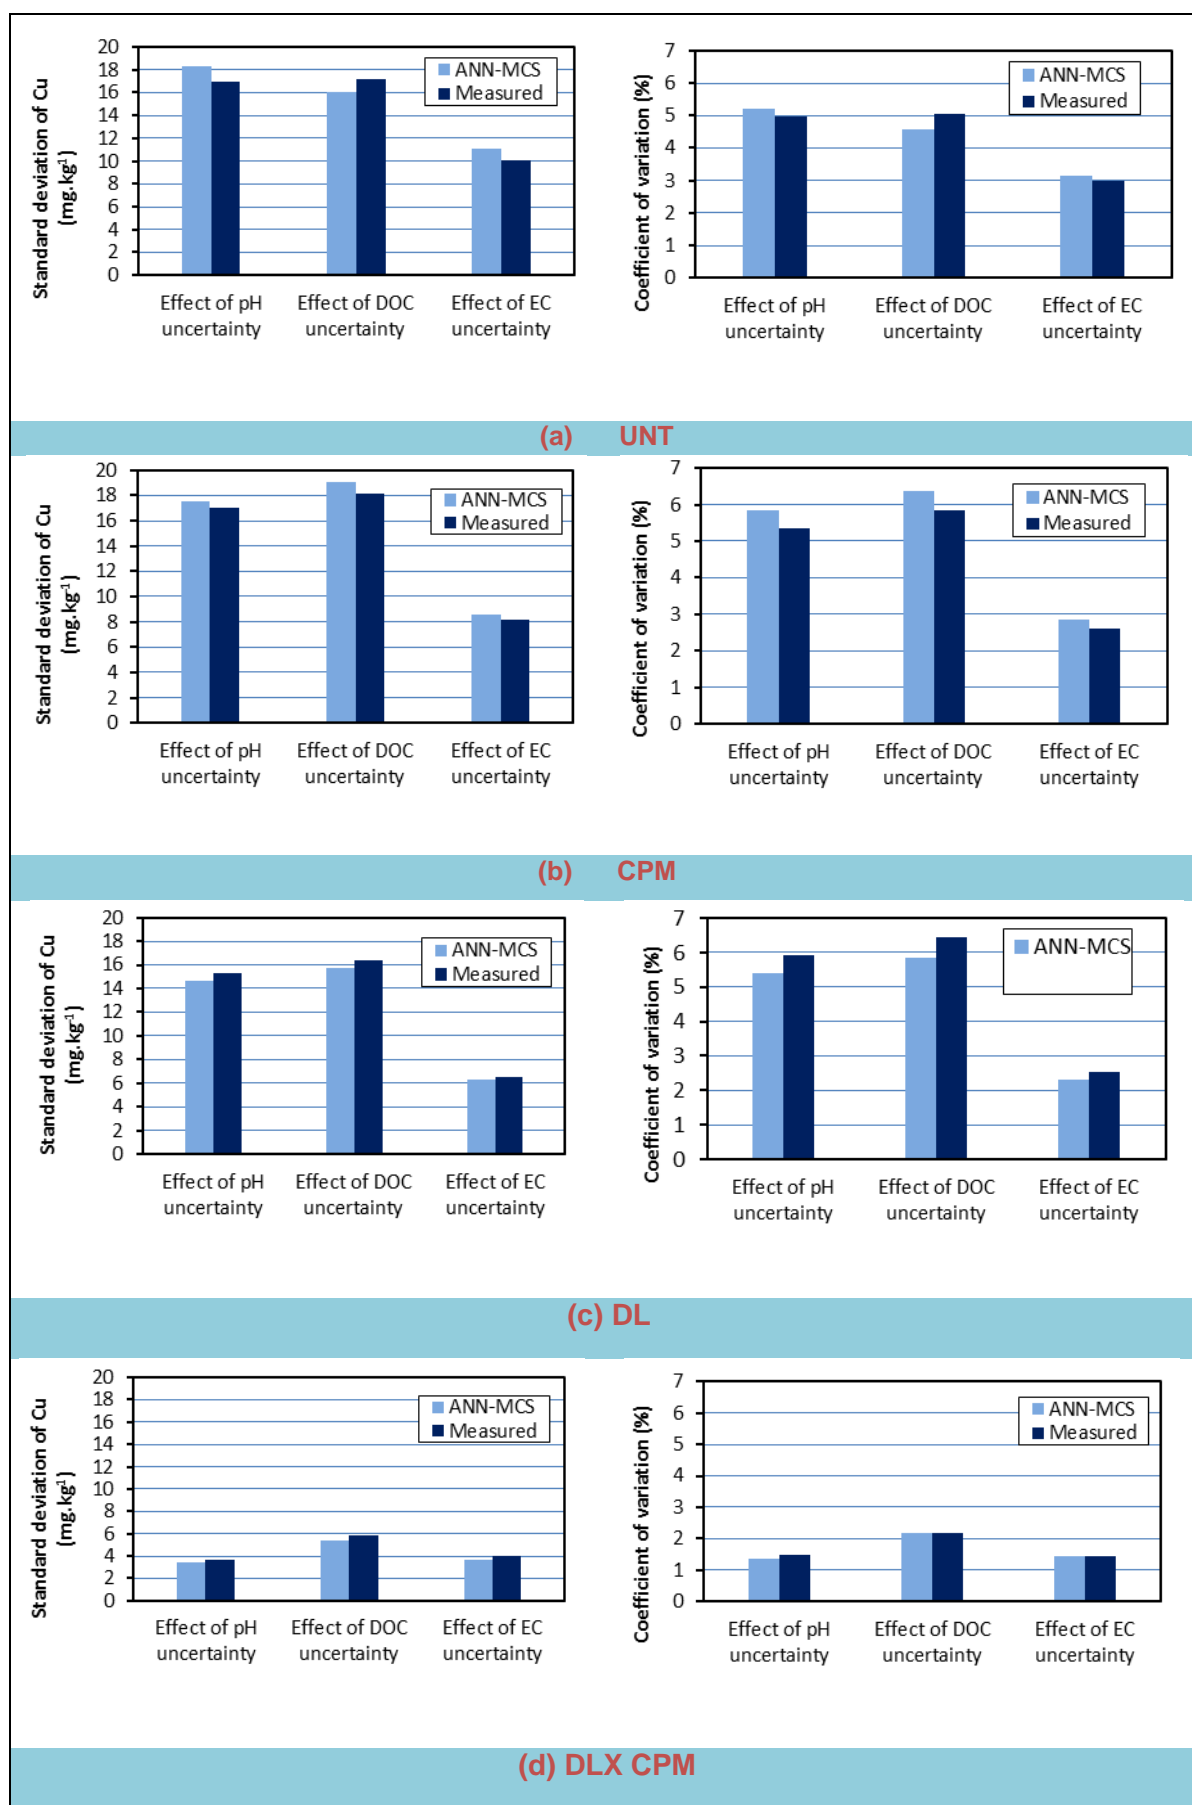 Standard deviation of Cu
(mg.kg¹)
20
18
16
14
12
10
8
6
4
2
0
ANN-MCS
Measured
Effect of pH
uncertainty
Effect of DOC
uncertainty
Effect of EC
uncertainty
Coefficient of variation (%)
7
6
5
4
3
2
1
0
ANN-MCS
Measured
Effect of pH
uncertainty
Effect of DOC
uncertainty
Effect of EC
uncertainty
(a) UNT
Standard deviation of Cu
(mg.kg⁻¹)
20
18
16
14
12
10
8
6
4
2
0
ANN-MCS
Measured
Effect of pH
uncertainty
Effect of DOC
uncertainty
Effect of EC
uncertainty
Coefficient of variation (%)
7
6
5
4
3
2
1
0
ANN-MCS
Measured
Effect of pH
uncertainty
Effect of DOC
uncertainty
Effect of EC
uncertainty
(b) CPM
Standard deviation of Cu
(mg.kg⁻¹)
20
18
16
14
12
10
8
6
4
2
0
ANN-MCS
Measured
Effect of pH
uncertainty
Effect of DOC
uncertainty
Effect of EC
uncertainty
Coefficient of variation (%)
7
6
5
4
3
2
1
0
ANN-MCS
Effect of pH
uncertainty
Effect of DOC
uncertainty
Effect of EC
uncertainty
(c) DL
Standard deviation of Cu
(mg.kg¹)
20
18
16
14
12
10
8
6
4
2
0
ANN-MCS
Measured
Effect of pH
uncertainty
Effect of DOC
uncertainty
Effect of EC
uncertainty
Coefficient of variation (%)
7
6
5
4
3
2
1
0
ANN-MCS
Measured
Effect of pH
uncertainty
Effect of DOC
uncertainty
Effect of EC
uncertainty
(d) DLX CPM